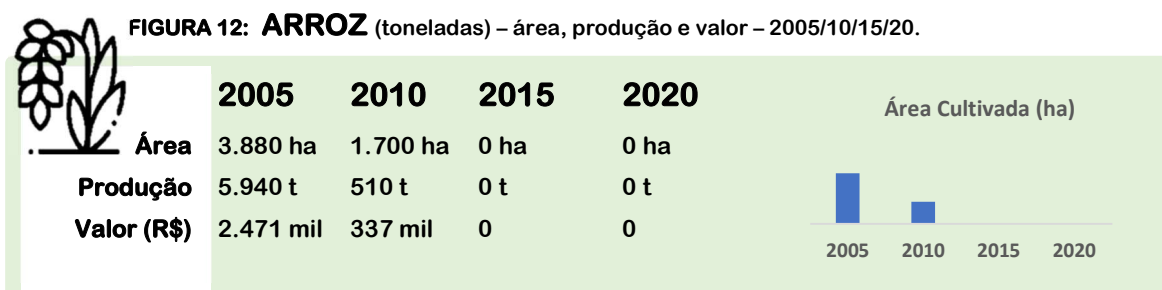 FIGURA 12: ARROZ (toneladas) – área, produção e valor – 2005/10/15/20.
2005 2010 2015 2020
Área 3.880 ha 1.700 ha 0 ha 0 ha
Produção 5.940 t 510 t 0 t 0 t
Valor (R$) 2.471 mil 337 mil 0 0
Área Cultivada (ha)
2005 2010 2015 2020